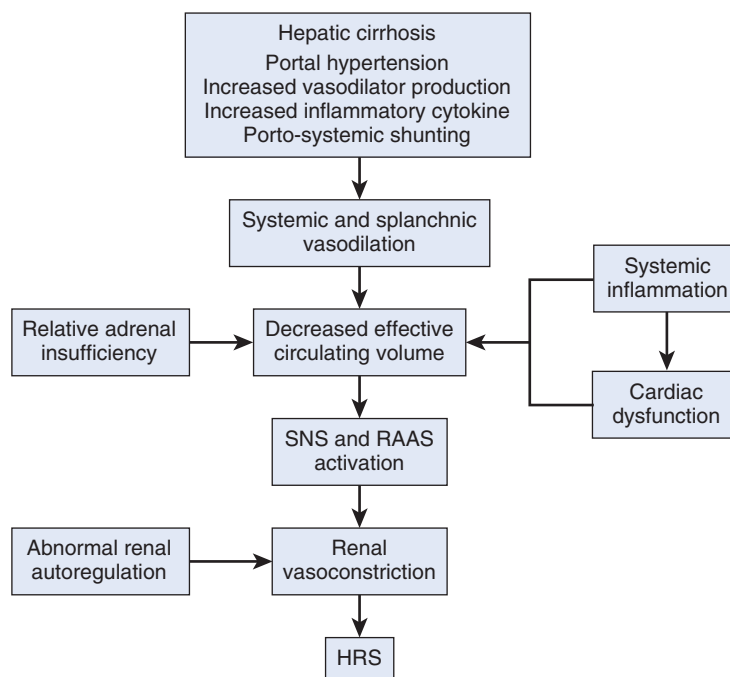 Hepatic cirrhosis
Portal hypertension
Increased vasodilator production
Increased inflammatory cytokine
Porto-systemic shunting
Systemic and splanchnic
vasodilation
Systemic
inflammation
Relative adrenal
insufficiency
Decreased effective
circulating volume
Cardiac
dysfunction
SNS and RAAS
activation
Abnormal renal
autoregulation
Renal
vasoconstriction
HRS